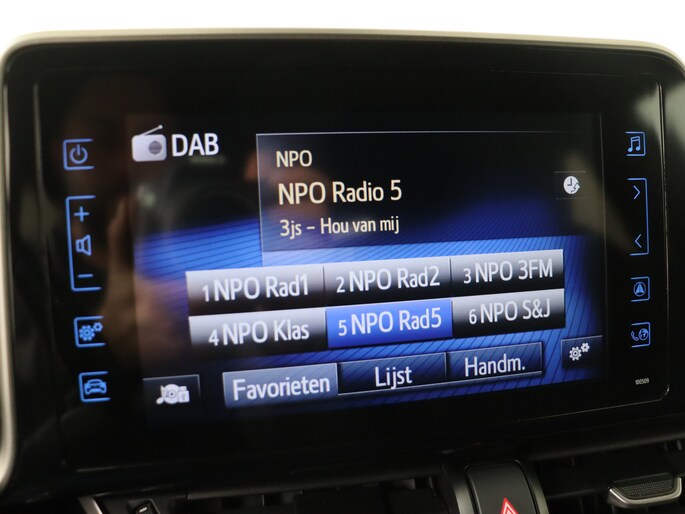 DAB
NPO
NPO Radio 5
3js - Hou van mij
1 NPO Rad1
2 NPO Rad2
3 NPO 3FM
4 NPO Klas
5 NPO Rad5
6 NPO S&J
Favorieten
Lijst
Handm.
100509